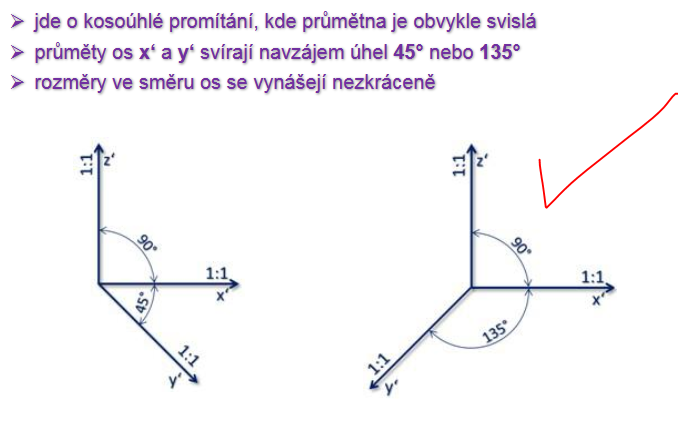 ➢ jde o kosoúhlé promítání, kde průmětna je obvykle svislá
➢ průměty os x‘ a y‘ svírají navzájem úhel 45° nebo 135°
➢ rozměry ve směru os se vynášejí nezkráceně
1:1 z‘
90°
1:1
x‘
45°
1:1
y‘
1:1 z‘
90°
1:1
x‘
135°
1:1
y‘